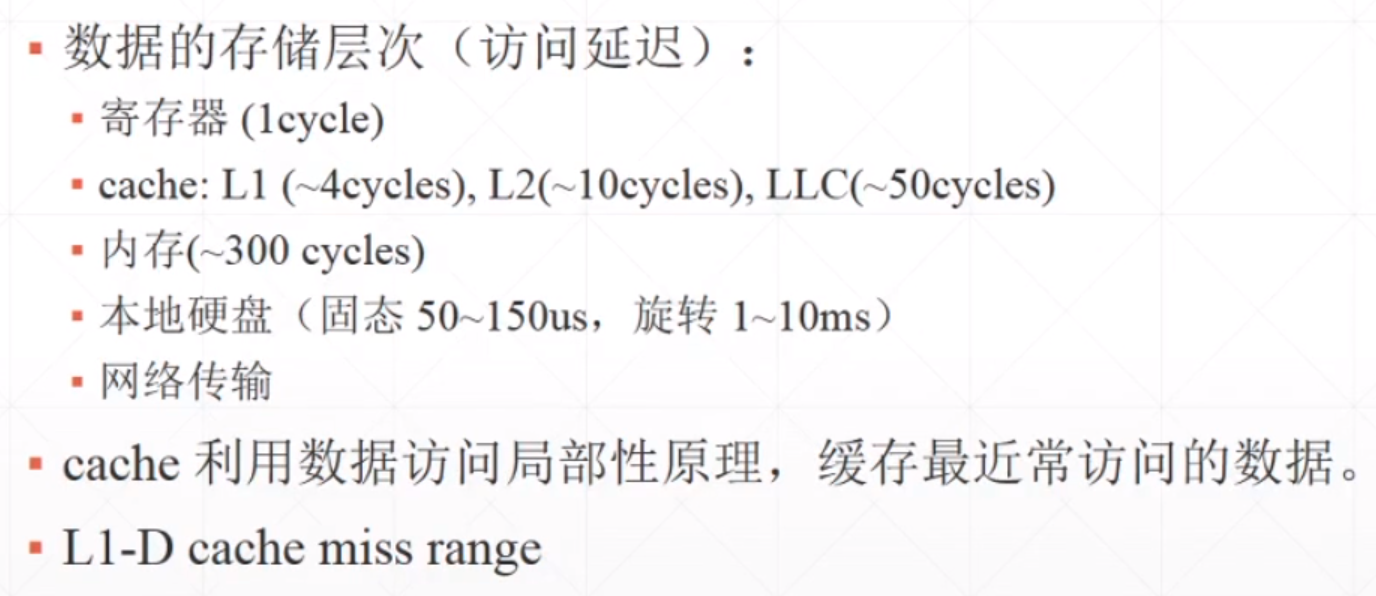 数据的存储层次（访问延迟）：
寄存器 (1cycle)
cache: L1 (~4cycles), L2(~10cycles), LLC(~50cycles)
内存(~300 cycles)
本地硬盘（固态 50~150us，旋转 1~10ms）
网络传输
cache 利用数据访问局部性原理，缓存最近常访问的数据。
L1-D cache miss range